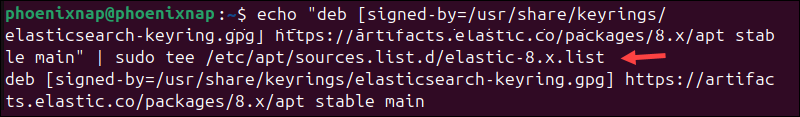 phoenixnap@phoenixnap:~$ echo "deb [signed-by=/usr/share/keyrings/
elasticsearch-keyring.gpg] https://artifacts.elastic.co/packages/8.x/apt stab
le main" | sudo tee /etc/apt/sources.list.d/elastic-8.x.list
deb [signed-by=/usr/share/keyrings/elasticsearch-keyring.gpg] https://artifac
ts.elastic.co/packages/8.x/apt stable main